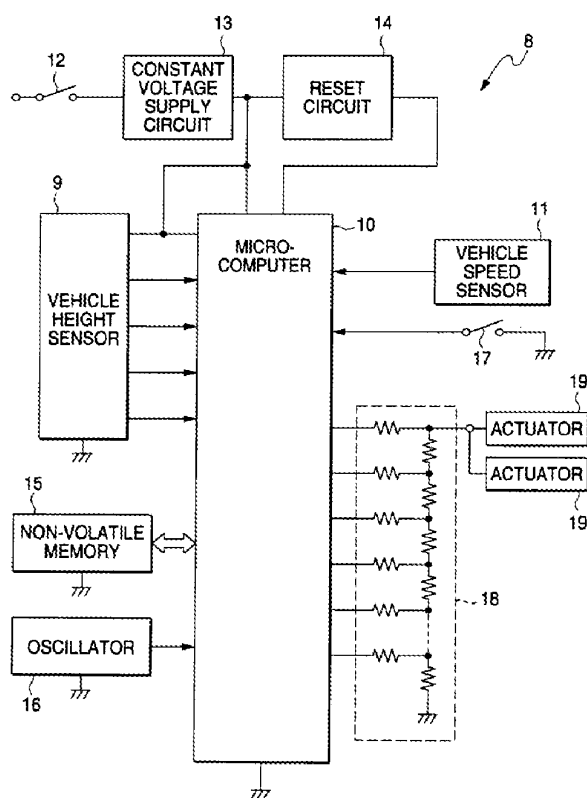 13
14
8
12
CONSTANT
VOLTAGE
SUPPLY
CIRCUIT
RESET
CIRCUIT
9
10
11
MICRO-
COMPUTER
VEHICLE
SPEED
SENSOR
VEHICLE
HEIGHT
SENSOR
17
19
ACTUATOR
ACTUATOR
19
15
NON-VOLATILE
MEMORY
18
OSCILLATOR
16